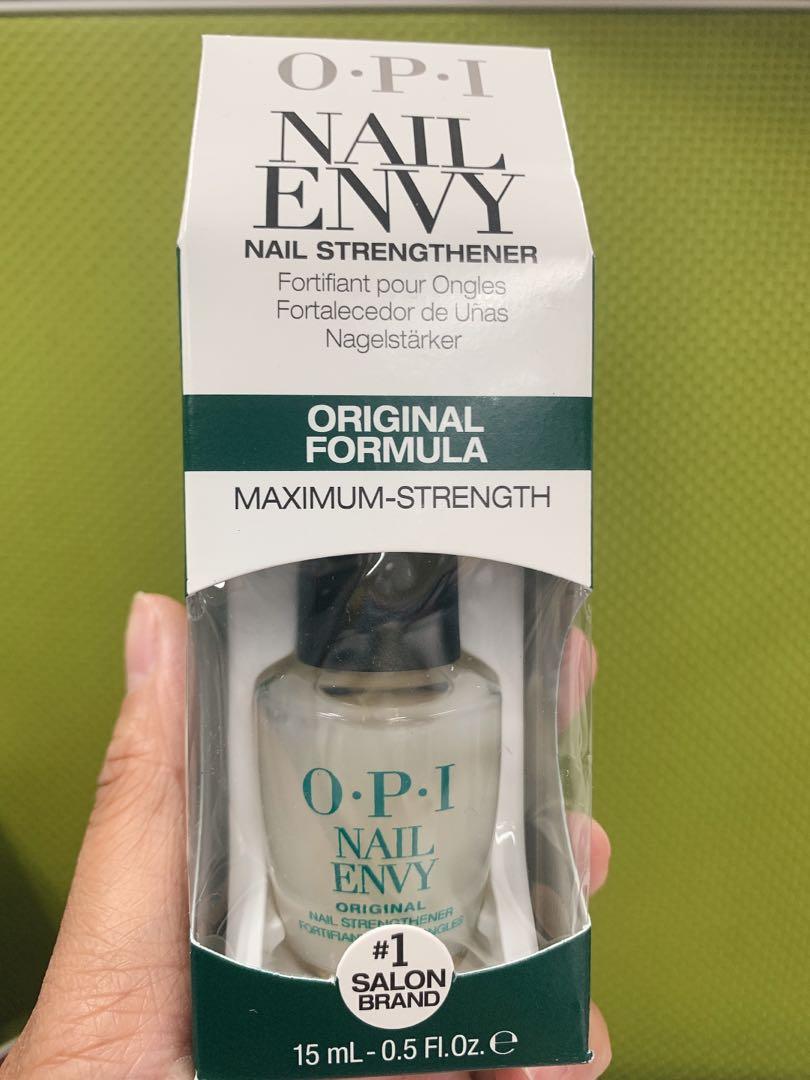 O·P·I
NAIL
ENVY
NAIL STRENGTHENER
Fortifiant pour Ongles
Fortalecedor de Uñas
Nagelstärker
ORIGINAL
FORMULA
MAXIMUM-STRENGTH
O·P·I
NAIL
ENVY
ORIGINAL
NAIL STRENGTHENER
#1
SALON
BRAND
15 mL - 0.5 Fl.Oz. ℮